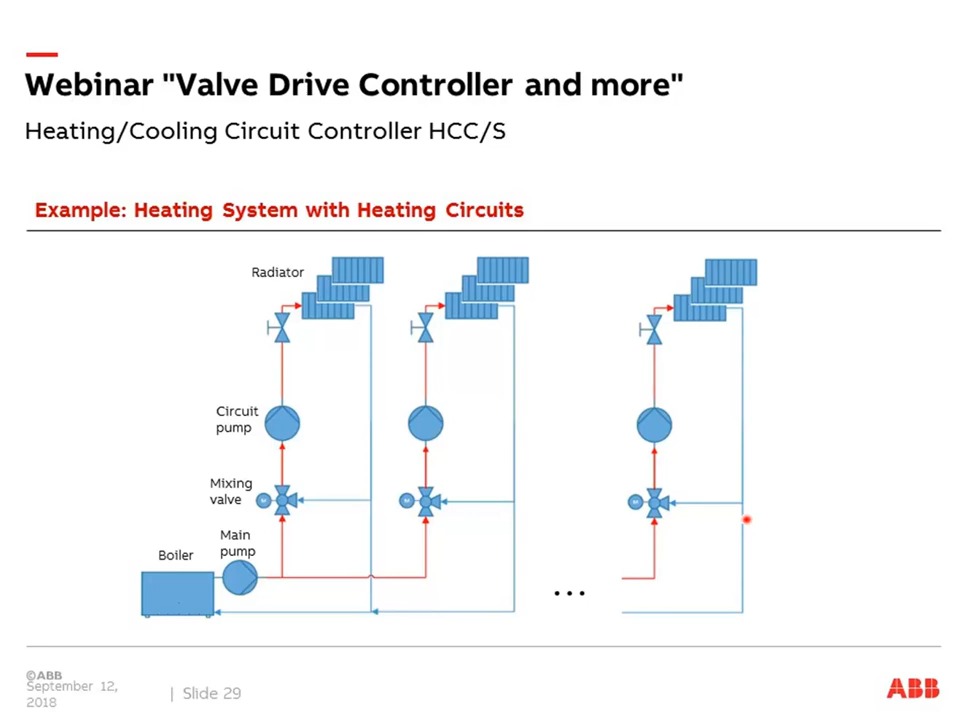 Webinar "Valve Drive Controller and more"
Heating/Cooling Circuit Controller HCC/S
Example: Heating System with Heating Circuits
Radiator
Circuit
pump
Mixing
valve
Main
pump
Boiler
M
M
M
...
©ABB
September 12,
2018
| Slide 29
ABB